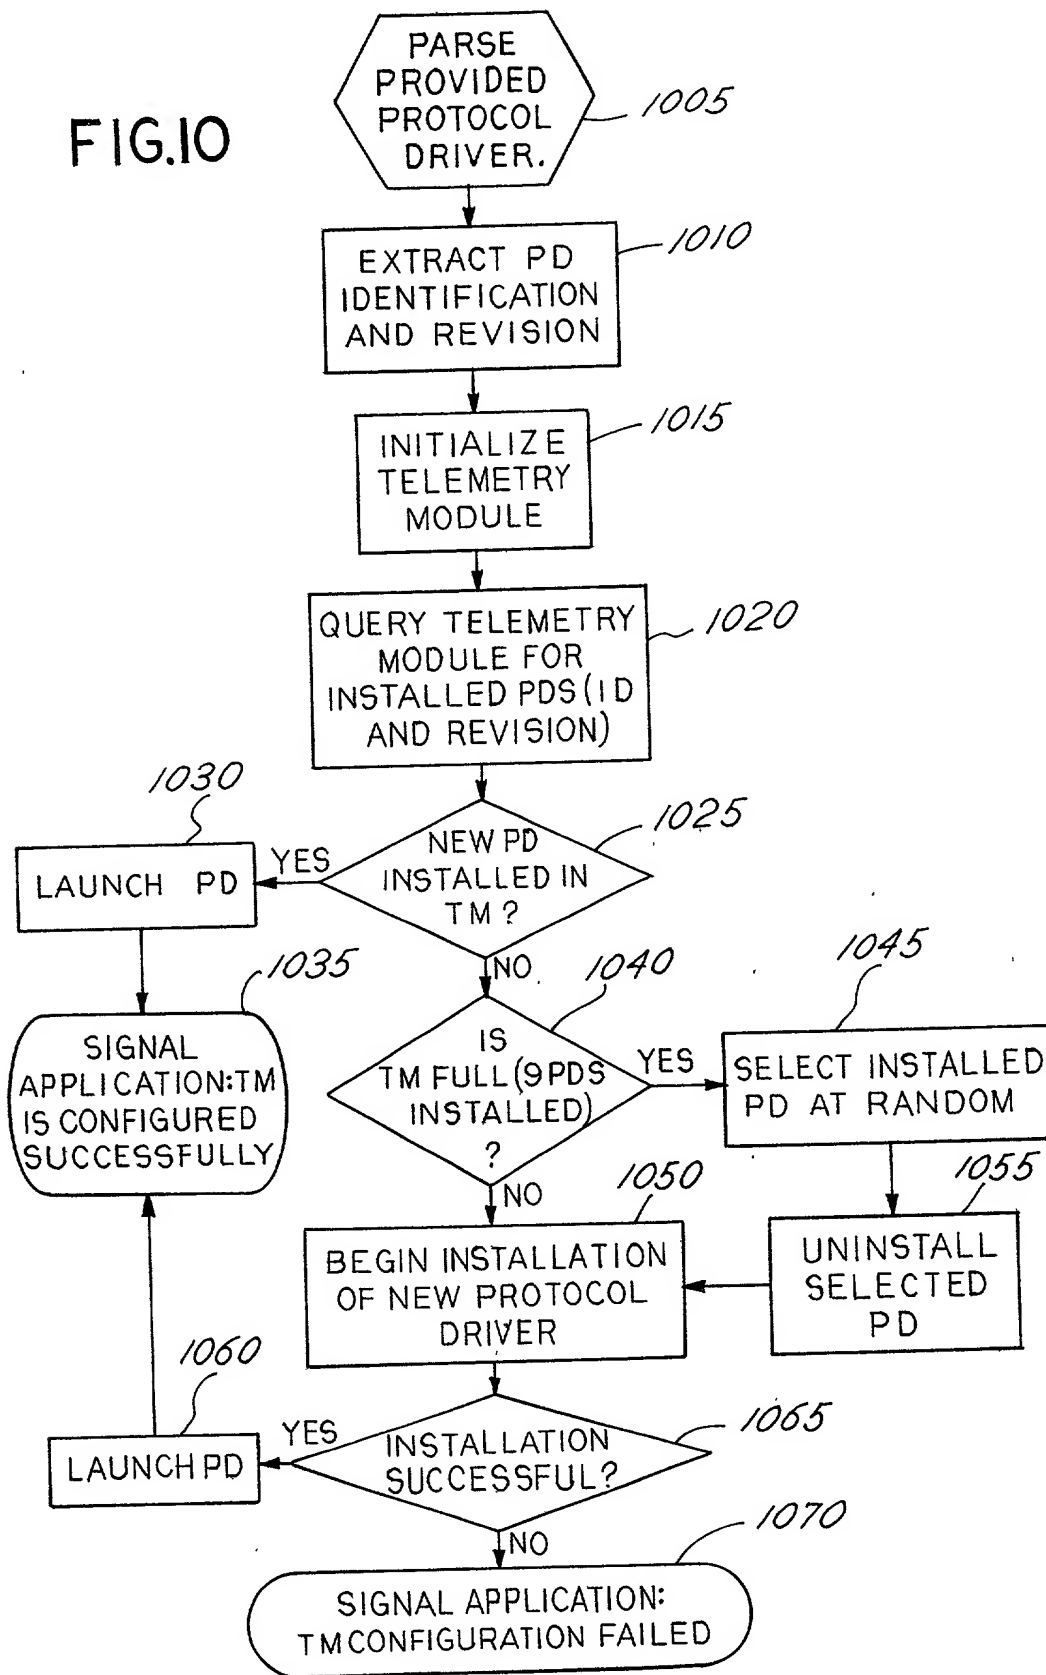 FIG.10
PARSE
PROVIDED
PROTOCOL
DRIVER.
1005
EXTRACT PD
IDENTIFICATION
AND REVISION
1010
INITIALIZE
TELEMETRY
MODULE
1015
QUERY TELEMETRY
MODULE FOR
INSTALLED PDS (ID
AND REVISION)
1020
NEW PD
INSTALLED IN
TM?
1025
YES
LAUNCH PD
1030
SIGNAL
APPLICATION:TM
IS CONFIGURED
SUCCESSFULLY
1035
NO
IS
TM FULL (9PDS
INSTALLED)
?
1040
YES
SELECT INSTALLED
PD AT RANDOM
1045
UNINSTALL
SELECTED
PD
1055
NO
BEGIN INSTALLATION
OF NEW PROTOCOL
DRIVER
1050
INSTALLATION
SUCCESSFUL?
1065
YES
LAUNCH PD
1060
NO
SIGNAL APPLICATION:
TM CONFIGURATION FAILED
1070